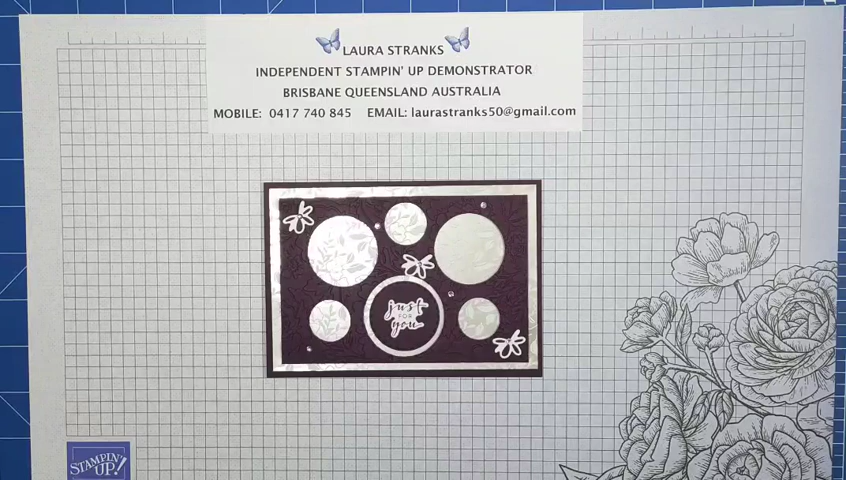 LAURA STRANKS
INDEPENDENT STAMPIN' UP DEMONSTRATOR
BRISBANE QUEENSLAND AUSTRALIA
MOBILE: 0417 740 845 EMAIL: laurastranks50@gmail.com
just
FOR
you
STAMPIN'
UP!